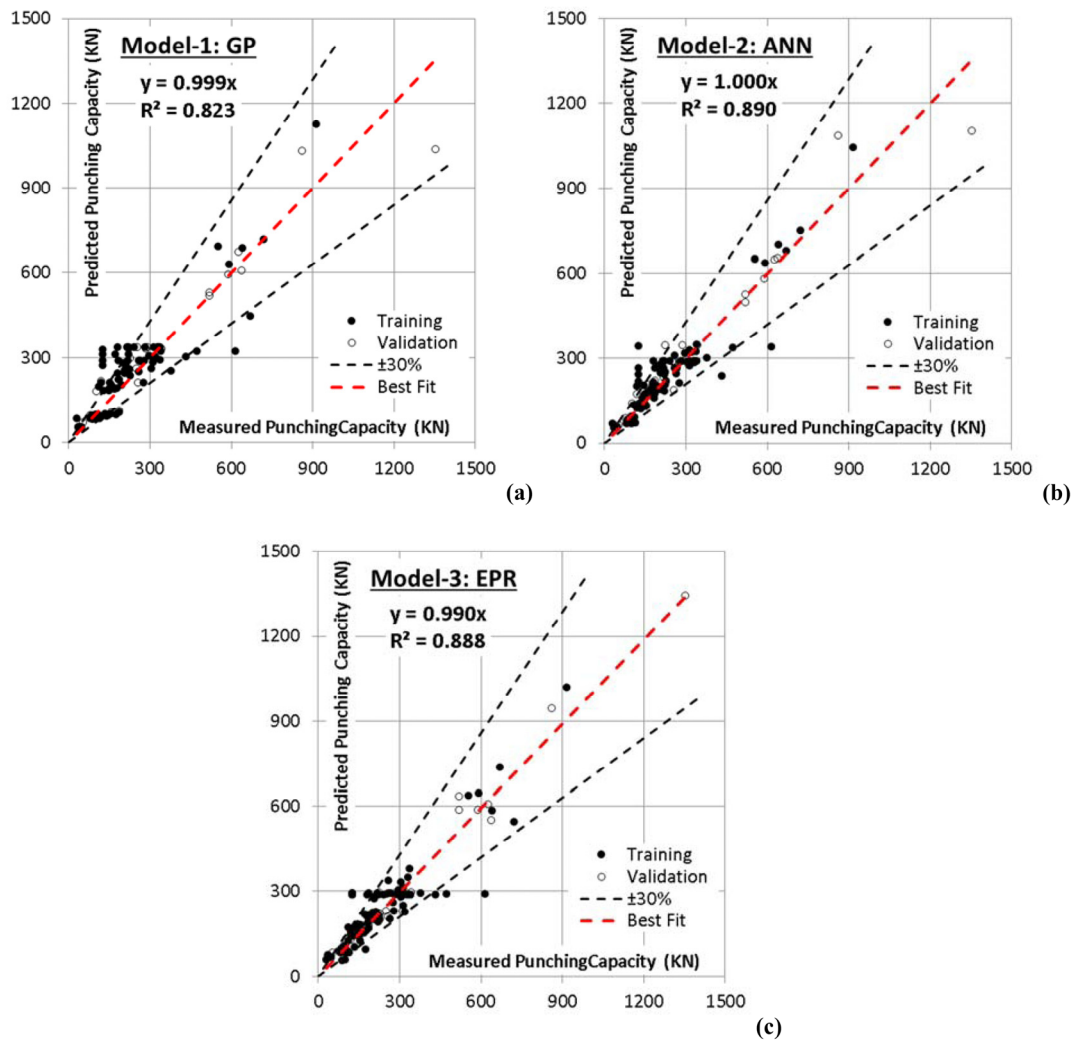 Model-1: GP
y = 0.999x
R² = 0.823
Predicted Punching Capacity (KN)
1500
1200
900
600
300
0
Training
Validation
±30%
Best Fit
Measured PunchingCapacity (KN)
0 300 600 900 1200 1500
(a)
Model-2: ANN
y = 1.000x
R² = 0.890
Predicted Punching Capacity (KN)
1500
1200
900
600
300
0
Training
Validation
±30%
Best Fit
Measured PunchingCapacity (KN)
0 300 600 900 1200 1500
(b)
Model-3: EPR
y = 0.990x
R² = 0.888
Predicted Punching Capacity (KN)
1500
1200
900
600
300
0
Training
Validation
±30%
Best Fit
Measured PunchingCapacity (KN)
0 300 600 900 1200 1500
(c)